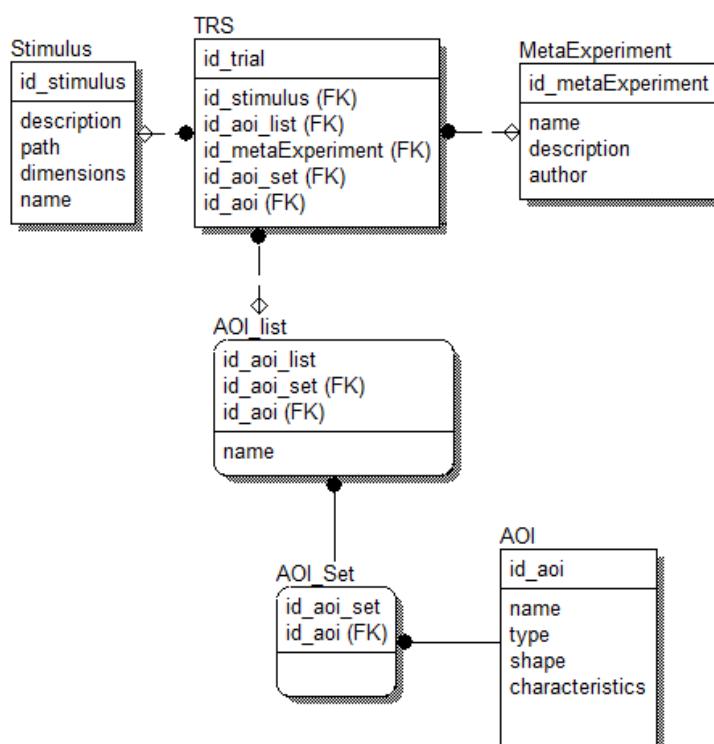 TRS
id_trial
id_stimulus (FK)
id_aoi_list (FK)
id_metaExperiment (FK)
id_aoi_set (FK)
id_aoi (FK)
Stimulus
id_stimulus
description
path
dimensions
name
MetaExperiment
id_metaExperiment
name
description
author
AOI_list
id_aoi_list
id_aoi_set (FK)
id_aoi (FK)
name
AOI_Set
id_aoi_set
id_aoi (FK)
AOI
id_aoi
name
type
shape
characteristics